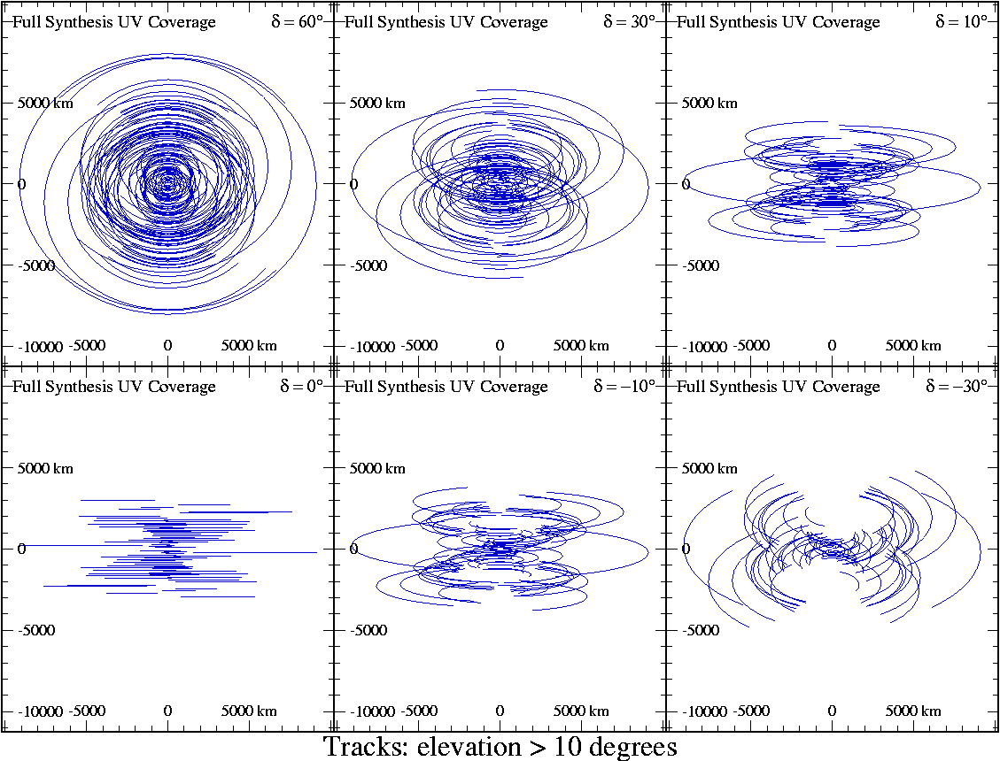 Full Synthesis UV Coverage δ = 60°
5000 km
0
-5000
-10000 -5000 0 5000 km
Full Synthesis UV Coverage δ = 30°
5000 km
0
-5000
-10000 -5000 0 5000 km
Full Synthesis UV Coverage δ = 10°
5000 km
0
-5000
-10000 -5000 0 5000 km
Full Synthesis UV Coverage δ = 0°
5000 km
0
-5000
-10000 -5000 0 5000 km
Full Synthesis UV Coverage δ = −10°
5000 km
0
-5000
-10000 -5000 0 5000 km
Full Synthesis UV Coverage δ = −30°
5000 km
0
-5000
-10000 -5000 0 5000 km
Tracks: elevation > 10 degrees